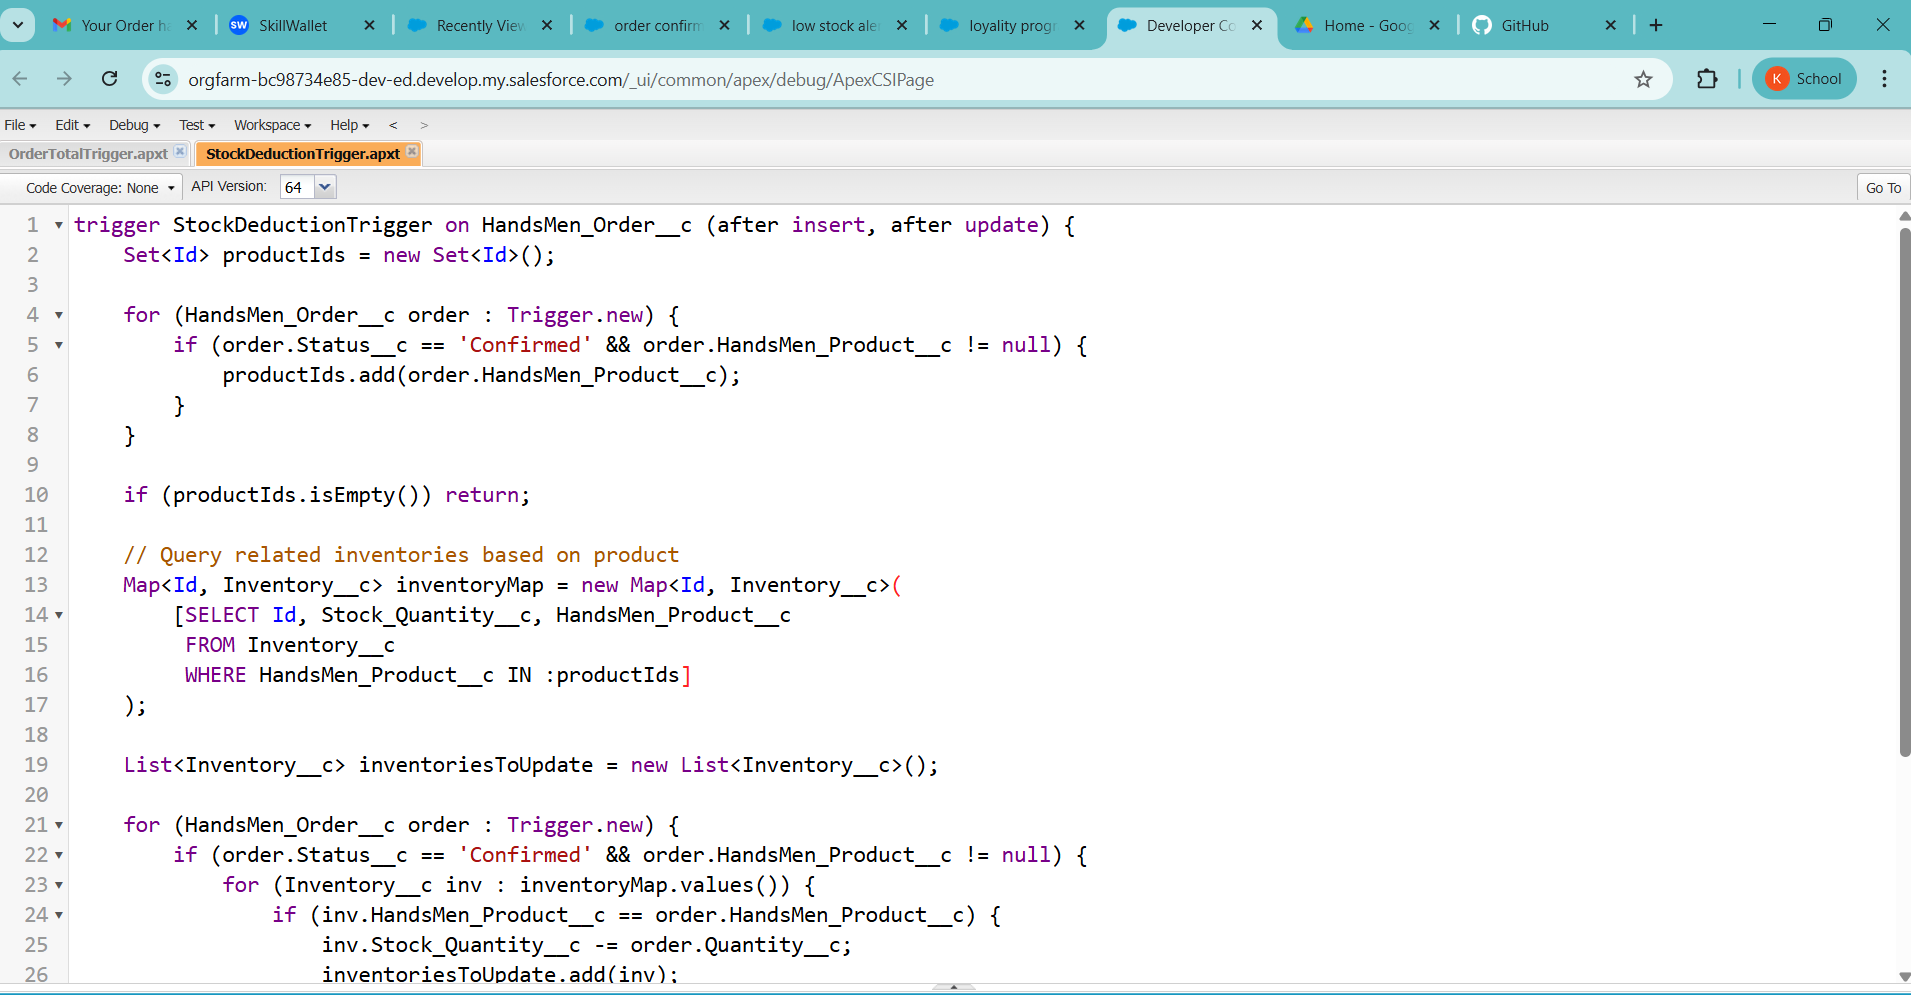 Your Order ha
SkillWallet
Recently View
order confirm
low stock ale
loyality progr
Developer Co
Home - Goog
GitHub
orgfarm-bc98734e85-dev-ed.develop.my.salesforce.com/_ui/common/apex/debug/ApexCSIPage
K School
File Edit Debug Test Workspace Help < >
OrderTotalTrigger.apxt StockDeductionTrigger.apxt
Code Coverage: None API Version: 64 Go To
1 trigger StockDeductionTrigger on HandsMen_Order__c (after insert, after update) {
2 Set<Id> productIds = new Set<Id>();
3
4 for (HandsMen_Order__c order : Trigger.new) {
5 if (order.Status__c == 'Confirmed' && order.HandsMen_Product__c != null) {
6 productIds.add(order.HandsMen_Product__c);
7 }
8 }
9
10 if (productIds.isEmpty()) return;
11
12 // Query related inventories based on product
13 Map<Id, Inventory__c> inventoryMap = new Map<Id, Inventory__c>(
14 [SELECT Id, Stock_Quantity__c, HandsMen_Product__c
15 FROM Inventory__c
16 WHERE HandsMen_Product__c IN :productIds]
17 );
18
19 List<Inventory__c> inventoriesToUpdate = new List<Inventory__c>();
20
21 for (HandsMen_Order__c order : Trigger.new) {
22 if (order.Status__c == 'Confirmed' && order.HandsMen_Product__c != null) {
23 for (Inventory__c inv : inventoryMap.values()) {
24 if (inv.HandsMen_Product__c == order.HandsMen_Product__c) {
25 inv.Stock_Quantity__c -= order.Quantity__c;
26 inventoriesToUpdate.add(inv);